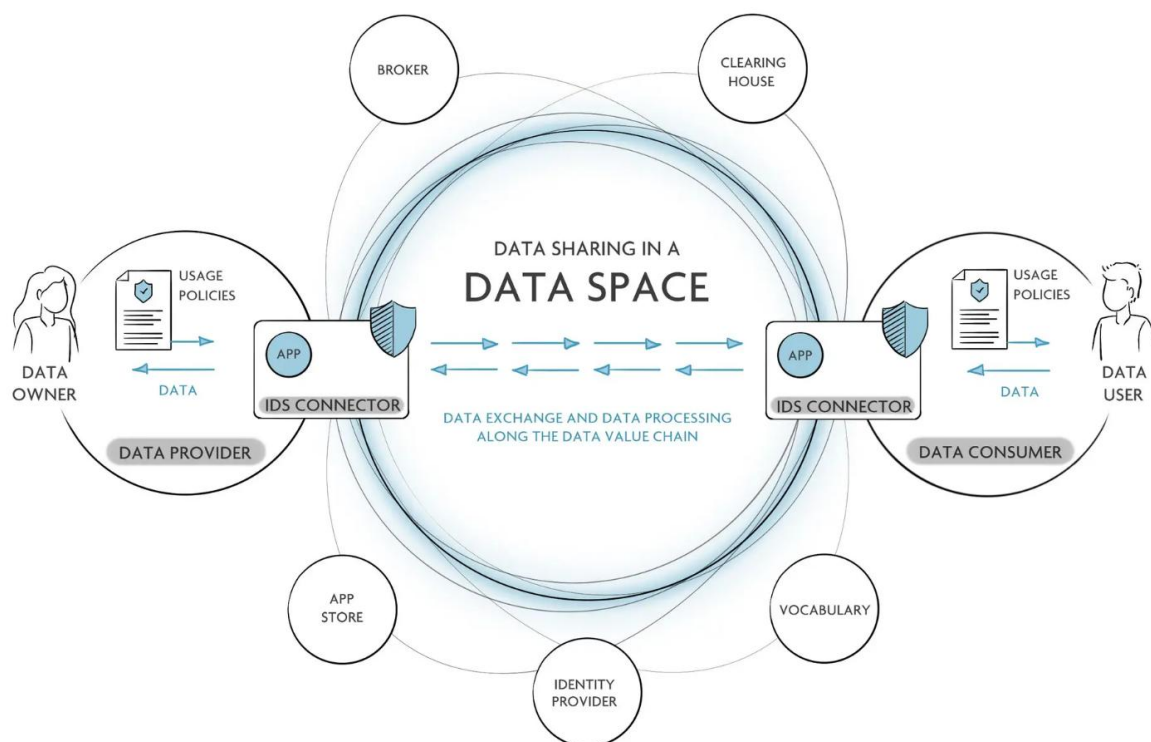 BROKER
CLEARING
HOUSE
DATA SHARING IN A
DATA SPACE
USAGE
POLICIES
DATA
OWNER
DATA
APP
IDS CONNECTOR
DATA PROVIDER
DATA EXCHANGE AND DATA PROCESSING
ALONG THE DATA VALUE CHAIN
APP
IDS CONNECTOR
USAGE
POLICIES
DATA
DATA
USER
DATA CONSUMER
APP
STORE
IDENTITY
PROVIDER
VOCABULARY